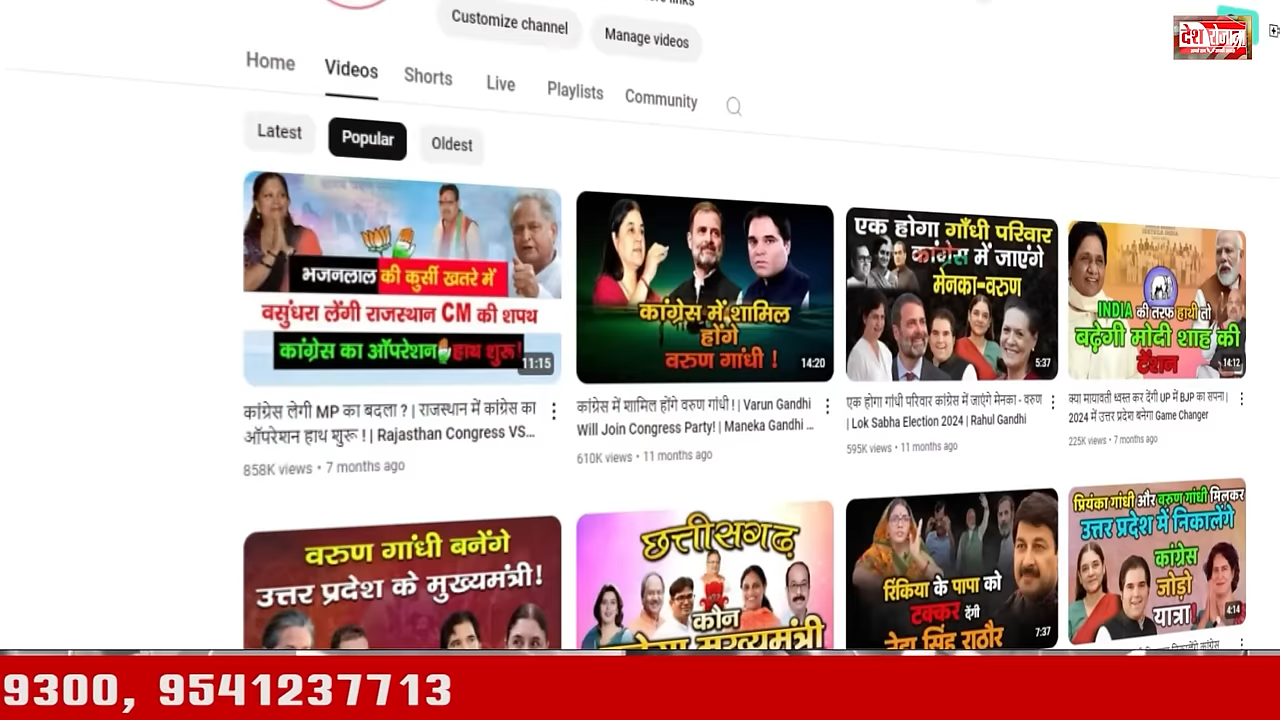 Customize channel
Manage videos
देश रोजाना
Home
Videos
Shorts
Live
Playlists
Community
Latest
Popular
Oldest
भजनलाल की कुर्सी खतरे में
वसुंधरा लेंगी राजस्थान CM की शपथ
कांग्रेस का ऑपरेशन हाथ शुरू!
11:15
कांग्रेस लेगी MP का बदला ? | राजस्थान में कांग्रेस का
ऑपरेशन हाथ शुरू ! | Rajasthan Congress VS...
858K views • 7 months ago
कांग्रेस में शामिल
होंगे
वरुण गांधी !
14:20
कांग्रेस में शामिल होंगे वरुण गांधी ! | Varun Gandhi
Will Join Congress Party! | Maneka Gandhi ...
610K views • 11 months ago
एक होगा गाँधी परिवार
कांग्रेस में जाएंगे
मेनका-वरुण
5:37
एक होगा गांधी परिवार कांग्रेस में जाएंगे मेनका - वरुण
| Lok Sabha Election 2024 | Rahul Gandhi
595K views • 11 months ago
INDIA की तरफ हाथी तो
बढ़ेगी मोदी शाह की
टेंशन
14:12
क्या मायावती ध्वस्त कर देंगी UP में BJP का सपना |
2024 में उत्तर प्रदेश बनेगा Game Changer
225K views • 7 months ago
वरुण गांधी बनेंगे
उत्तर प्रदेश के मुख्यमंत्री!
छत्तीसगढ़
कौन
मुख्यमंत्री
रिंकिया के पापा को
टक्कर देंगी
नेहा सिंह राठौर
7:37
प्रियंका गांधी और वरुण गांधी मिलकर
उत्तर प्रदेश में निकालेंगे
कांग्रेस
जोड़ो
यात्रा!
4:14
9300, 9541237713